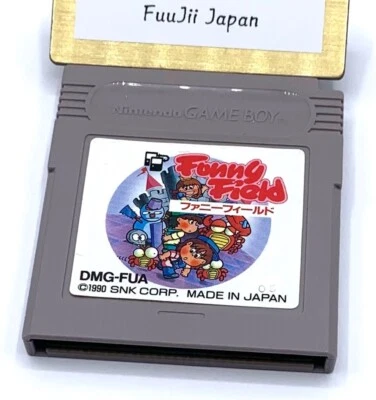 FuuJii Japan
Nintendo GAME BOY
Funny
Field
ファニーフィールド
DMG-FUA
©1990 SNK CORP. MADE IN JAPAN